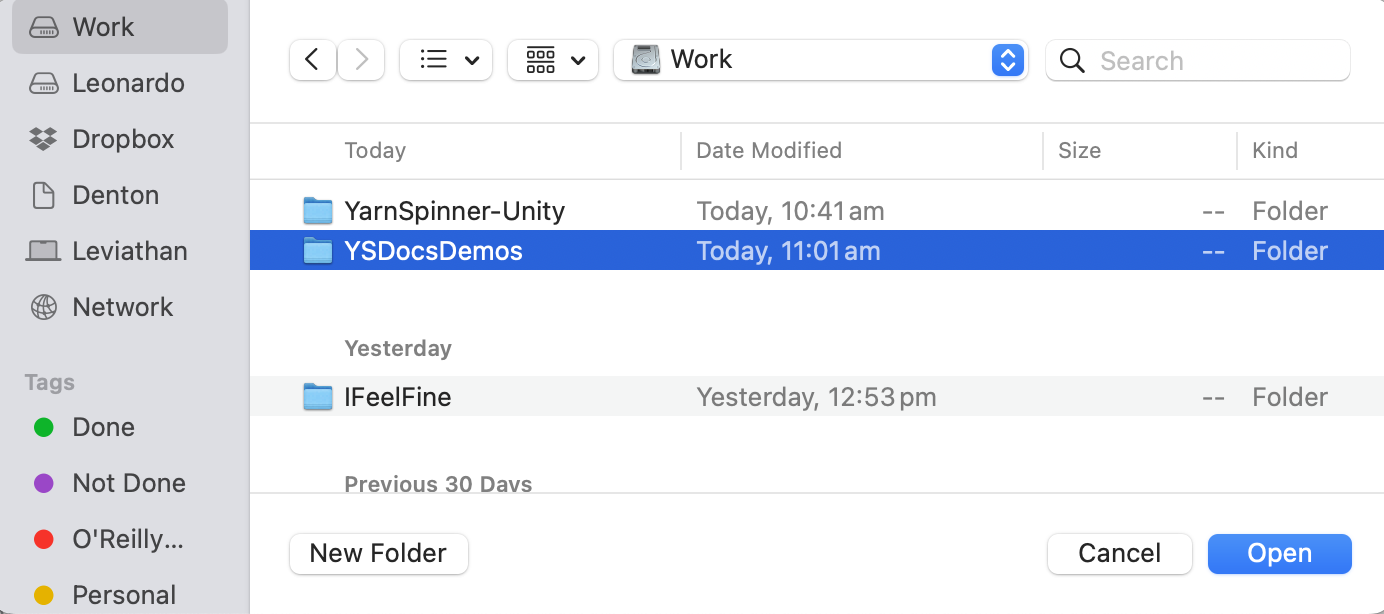 Work
Leonardo
Dropbox
Denton
Leviathan
Network
Tags
Done
Not Done
O'Reilly...
Personal
Work
Search
Today Date Modified Size Kind
YarnSpinner-Unity Today, 10:41 am -- Folder
YSDocsDemos Today, 11:01 am -- Folder
Yesterday
IFeelFine Yesterday, 12:53 pm -- Folder
Previous 30 Days
New Folder Cancel Open